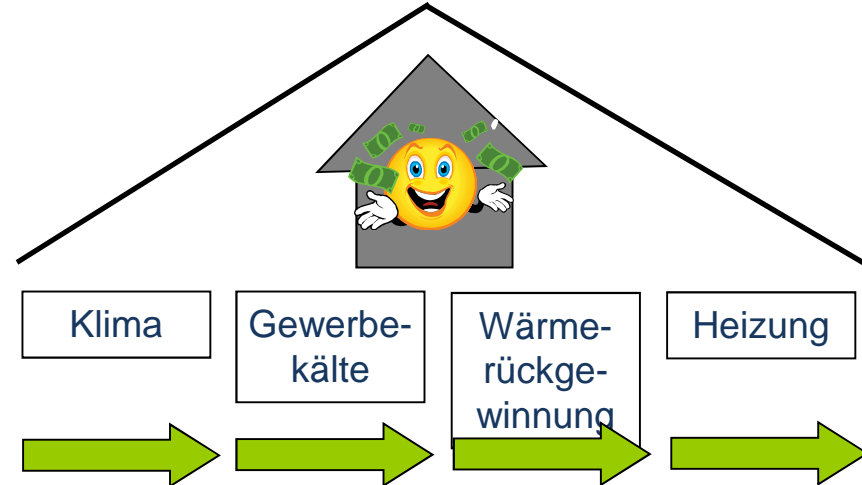 Klima
Gewerbe-
kälte
Wärme-
rückge-
winnung
Heizung